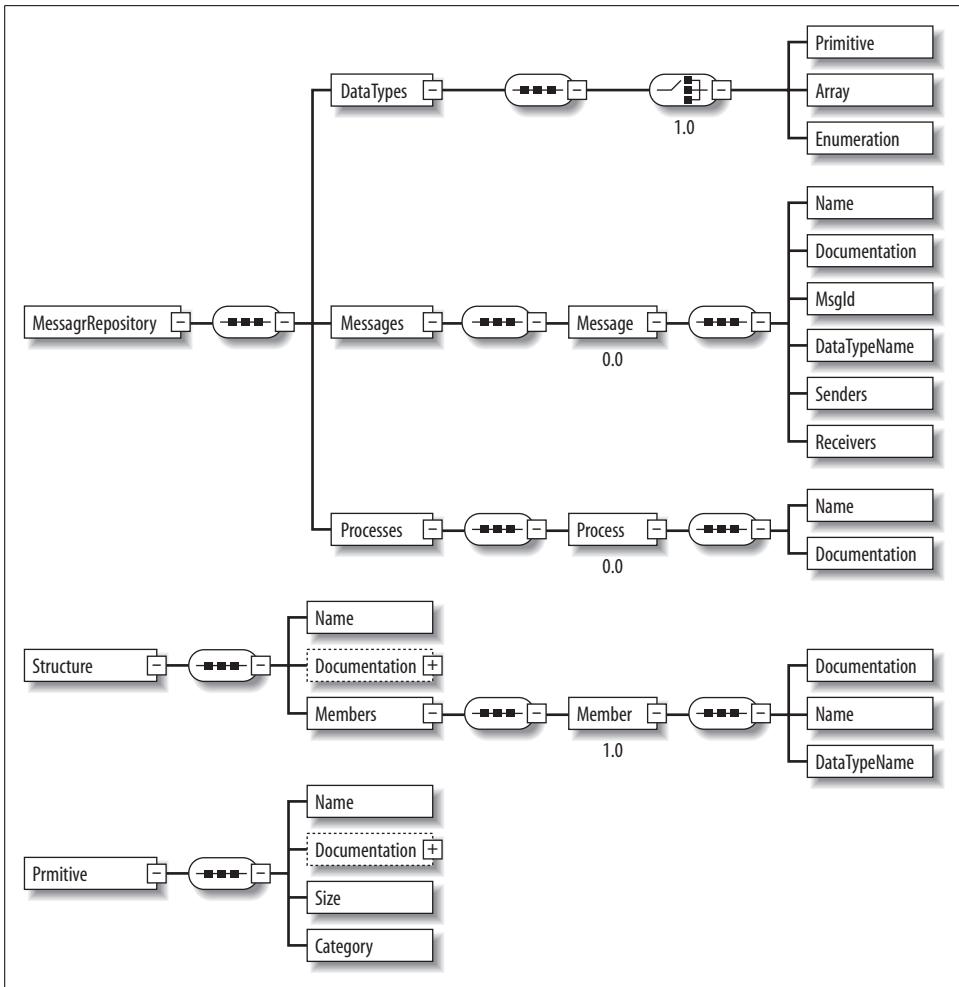 Primitive
DataTypes
Array
1.0
Enumeration
Name
Documentation
MsgId
MessagrRepository
Messages
Message
DataTypeName
0.0
Senders
Receivers
Name
Processes
Process
Documentation
0.0
Name
Structure
Documentation
Documentation
Members
Member
Name
1.0
DataTypeName
Name
Documentation
Prmitive
Size
Category